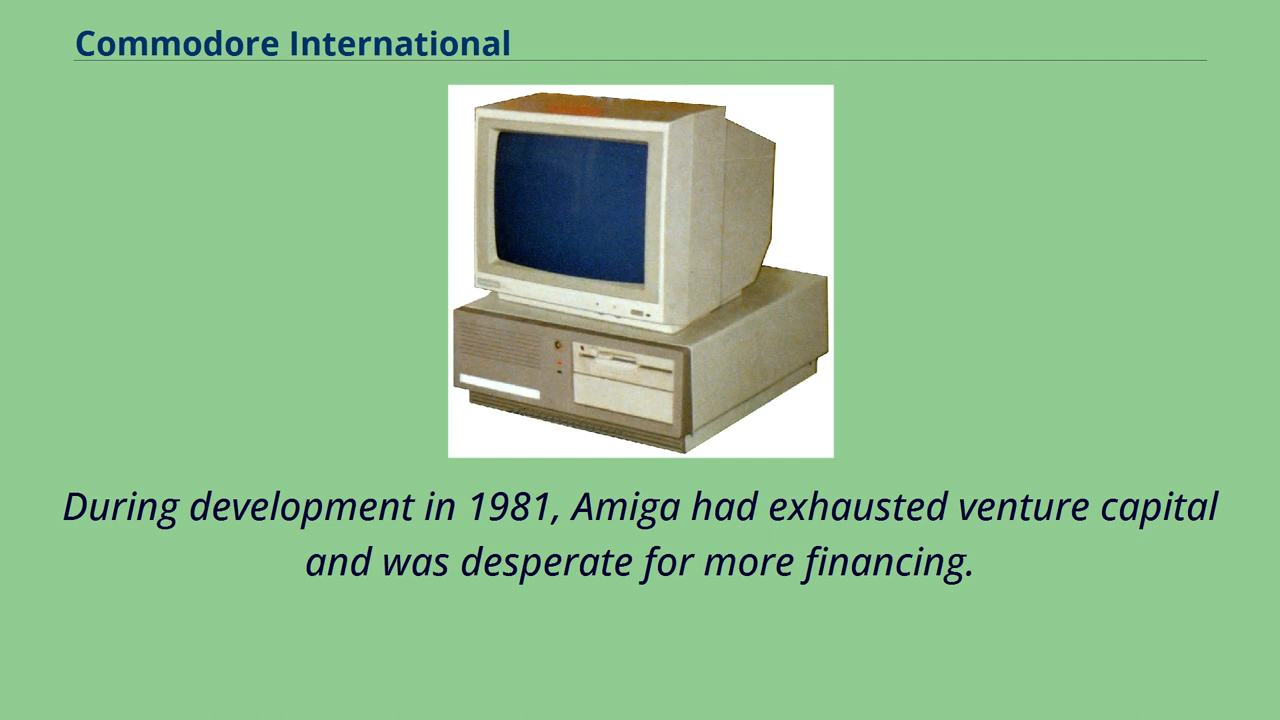 Commodore International
During development in 1981, Amiga had exhausted venture capital
and was desperate for more financing.